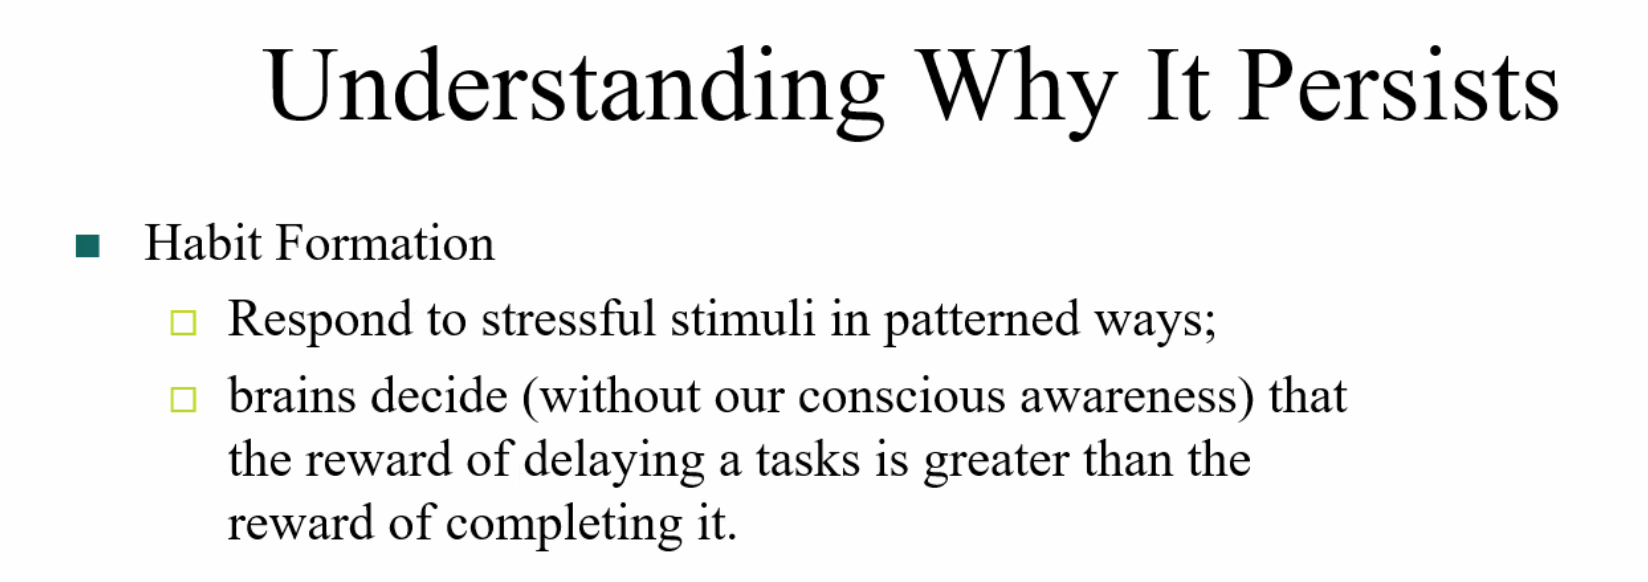 Understanding Why It Persists
Habit Formation
Respond to stressful stimuli in patterned ways;
brains decide (without our conscious awareness) that
the reward of delaying a tasks is greater than the
reward of completing it.